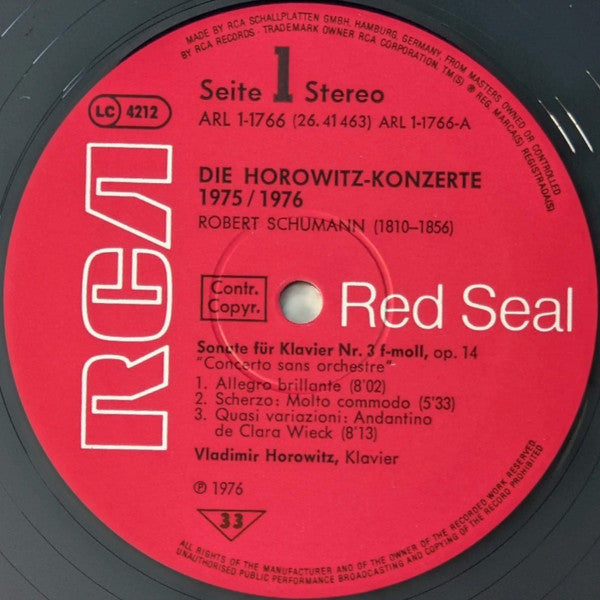 MADE BY RCA SCHALLPLATTEN GMBH, HAMBURG, GERMANY, FROM MASTERS OWNED OR CONTROLLED
BY RCA RECORDS · TRADEMARK OWNER RCA CORPORATION. TM(S) ® REG. MARCA(S) REGISTRADA(S)
Seite 1 Stereo
LC 4212
ARL 1-1766 (26.41463) ARL 1-1766-A
DIE HOROWITZ-KONZERTE
1975/1976
ROBERT SCHUMANN (1810–1856)
RCA
Contr.
Copyr.
Red Seal
Sonate für Klavier Nr. 3 f-moll, op. 14
"Concerto sans orchestre"
1. Allegro brillante (8'02)
2. Scherzo: Molto commodo (5'33)
3. Quasi variazioni: Andantino
de Clara Wieck (8'13)
Vladimir Horowitz, Klavier
℗ 1976
33
ALL RIGHTS OF THE MANUFACTURER AND OF THE OWNER OF THE RECORDED WORK RESERVED.
UNAUTHORISED PUBLIC PERFORMANCE BROADCASTING AND COPYING OF THE RECORD PROHIBITED